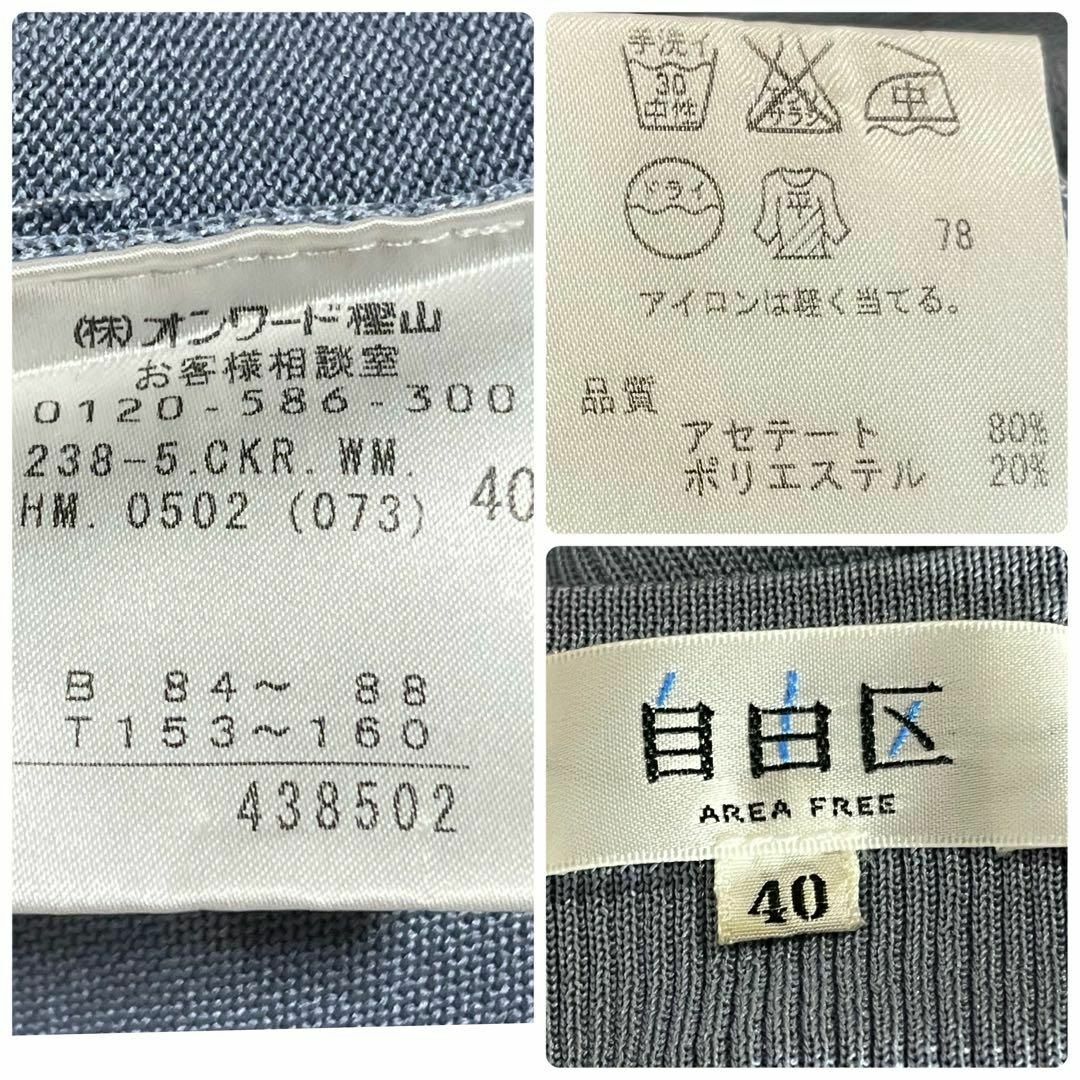 (株)オンワード樫山
お客様相談室
0120-586-300
238-5.CKR.WM.
HM. 0502 (073) 40
B 84~ 88
T153~160
438502
手洗イ
30
中性
エンソ
サラシ
中
ドライ
平
78
アイロンは軽く当てる。
品質
アセテート 80%
ポリエステル 20%
自由区
AREA FREE
40